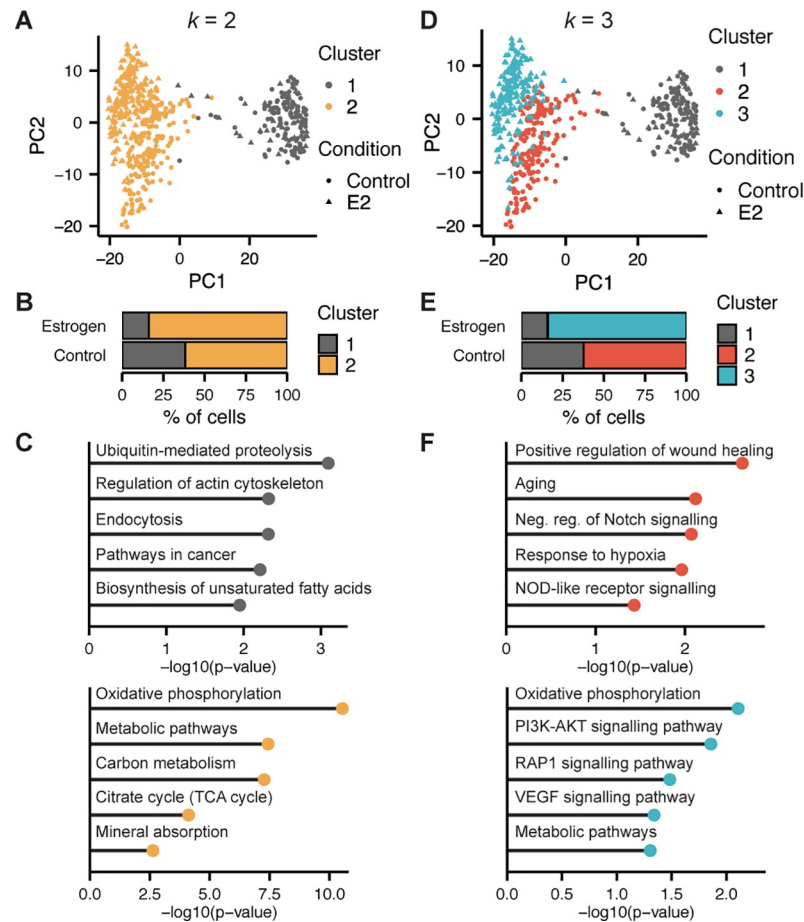 A
k = 2
10
0
−10
−20
PC2
−20
0
20
PC1
Cluster
1
2
Condition
Control
E2
B
Estrogen
Control
0
25
50
75
100
% of cells
Cluster
1
2
C
Ubiquitin-mediated proteolysis
Regulation of actin cytoskeleton
Endocytosis
Pathways in cancer
Biosynthesis of unsaturated fatty acids
0
1
2
3
−log10(p−value)
Oxidative phosphorylation
Metabolic pathways
Carbon metabolism
Citrate cycle (TCA cycle)
Mineral absorption
0.0
2.5
5.0
7.5
10.0
−log10(p−value)
D
k = 3
10
0
−10
−20
PC2
−20
0
20
PC1
Cluster
1
2
3
Condition
Control
E2
E
Estrogen
Control
0
25
50
75
100
% of cells
Cluster
1
2
3
F
Positive regulation of wound healing
Aging
Neg. reg. of Notch signalling
Response to hypoxia
NOD-like receptor signalling
0
1
2
−log10(p−value)
Oxidative phosphorylation
PI3K-AKT signalling pathway
RAP1 signalling pathway
VEGF signalling pathway
Metabolic pathways
0.0
0.5
1.0
1.5
2.0
−log10(p−value)